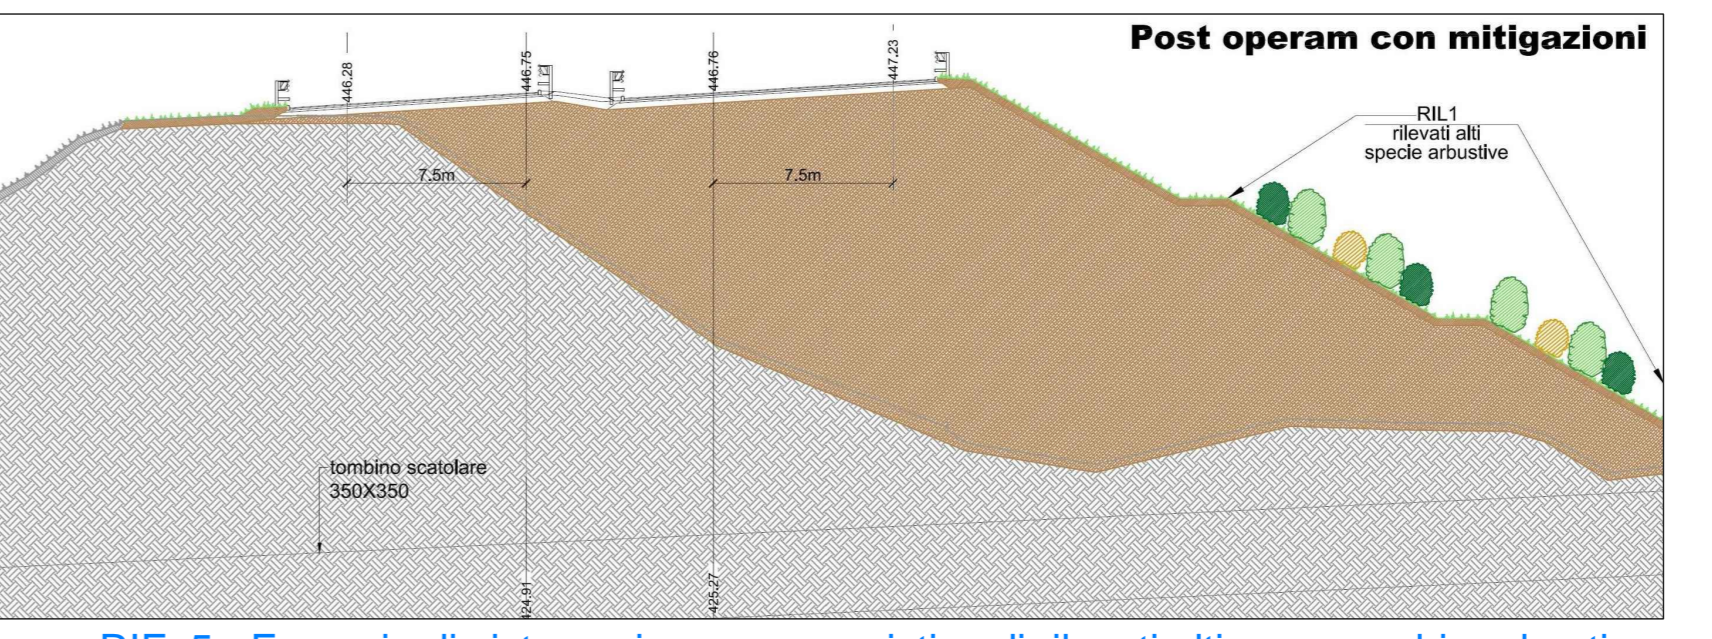 Post operam con mitigazioni
446.28
446.75
446.76
447.23
RIL1
rilevati alti
specie arbustive
7.5m
7.5m
tombino scatolare
350X350
424.91
425.27